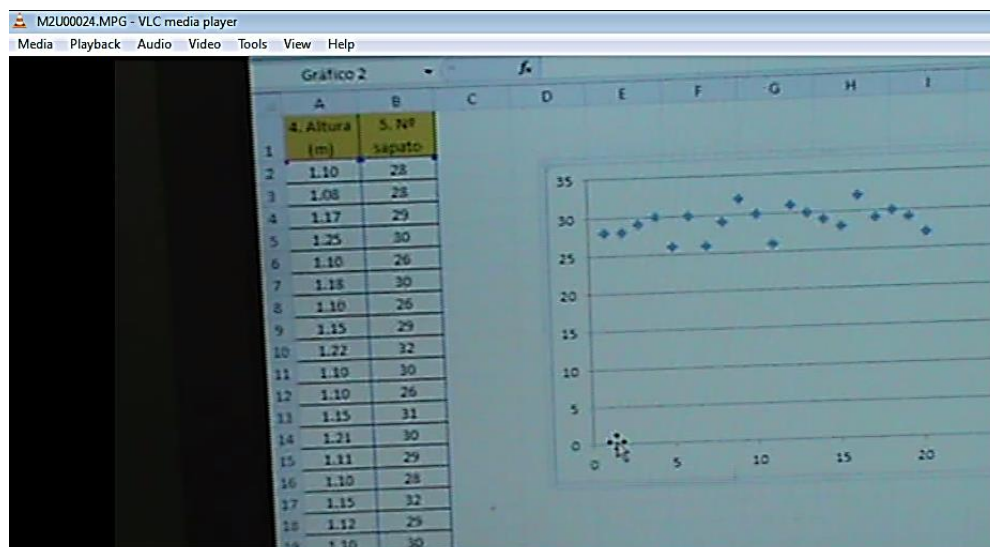 M2U00024.MPG - VLC media player
Media Playback Audio Video Tools View Help
Gráfico 2
A B C D E F G H I
4. Altura (m) 5. Nº sapato
1
2 1.10 28
3 1.08 28
4 1.17 29
5 1.25 30
6 1.10 26
7 1.18 30
8 1.10 26
9 1.15 29
10 1.22 32
11 1.10 30
12 1.10 26
13 1.15 31
14 1.21 30
15 1.11 29
16 1.10 28
17 1.15 32
18 1.12 29
1.10 30
35
30
25
20
15
10
5
0
0 5 10 15 20